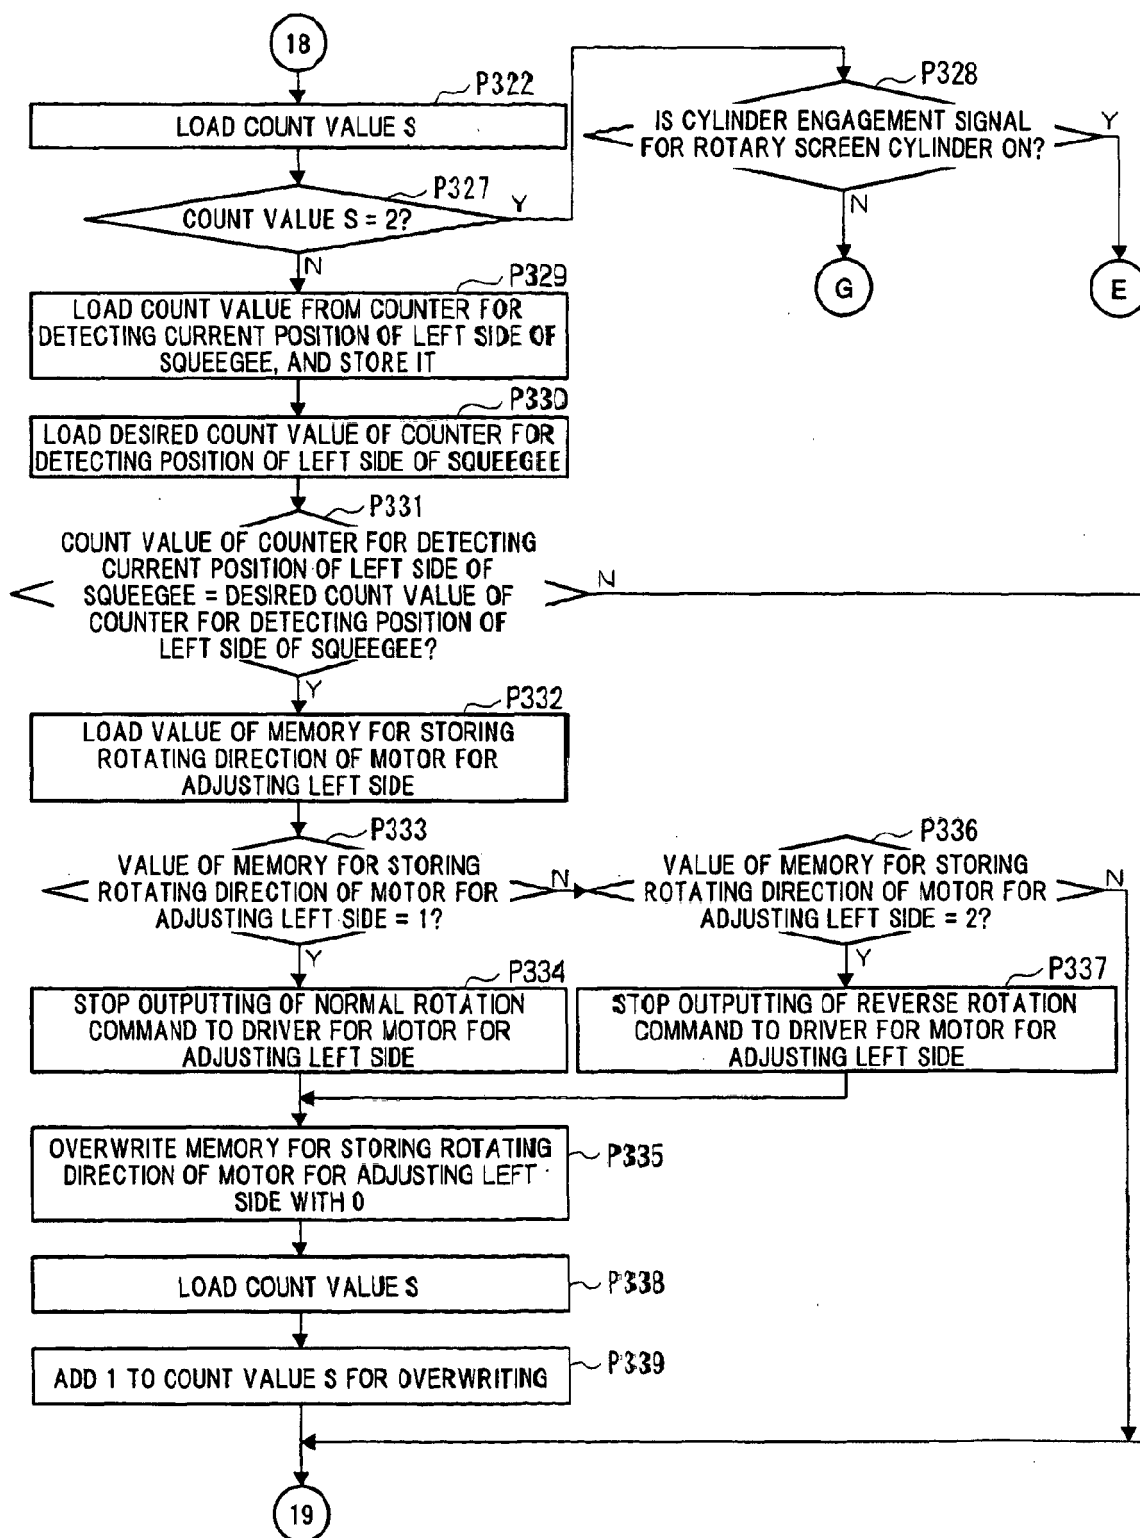 18
P322
LOAD COUNT VALUE S
P327
COUNT VALUE S = 2?
Y
N
P328
IS CYLINDER ENGAGEMENT SIGNAL
FOR ROTARY SCREEN CYLINDER ON?
Y
N
G
E
P329
LOAD COUNT VALUE FROM COUNTER FOR
DETECTING CURRENT POSITION OF LEFT SIDE OF
SQUEEGEE, AND STORE IT
P330
LOAD DESIRED COUNT VALUE OF COUNTER FOR
DETECTING POSITION OF LEFT SIDE OF SQUEEGEE
P331
COUNT VALUE OF COUNTER FOR DETECTING
CURRENT POSITION OF LEFT SIDE OF
SQUEEGEE = DESIRED COUNT VALUE OF
COUNTER FOR DETECTING POSITION OF
LEFT SIDE OF SQUEEGEE?
N
Y
P332
LOAD VALUE OF MEMORY FOR STORING
ROTATING DIRECTION OF MOTOR FOR
ADJUSTING LEFT SIDE
P333
VALUE OF MEMORY FOR STORING
ROTATING DIRECTION OF MOTOR FOR
ADJUSTING LEFT SIDE = 1?
N
Y
P336
VALUE OF MEMORY FOR STORING
ROTATING DIRECTION OF MOTOR FOR
ADJUSTING LEFT SIDE = 2?
N
Y
P334
STOP OUTPUTTING OF NORMAL ROTATION
COMMAND TO DRIVER FOR MOTOR FOR
ADJUSTING LEFT SIDE
P337
STOP OUTPUTTING OF REVERSE ROTATION
COMMAND TO DRIVER FOR MOTOR FOR
ADJUSTING LEFT SIDE
OVERWRITE MEMORY FOR STORING ROTATING
DIRECTION OF MOTOR FOR ADJUSTING LEFT
SIDE WITH 0
P335
LOAD COUNT VALUE S
P338
ADD 1 TO COUNT VALUE S FOR OVERWRITING
P339
19